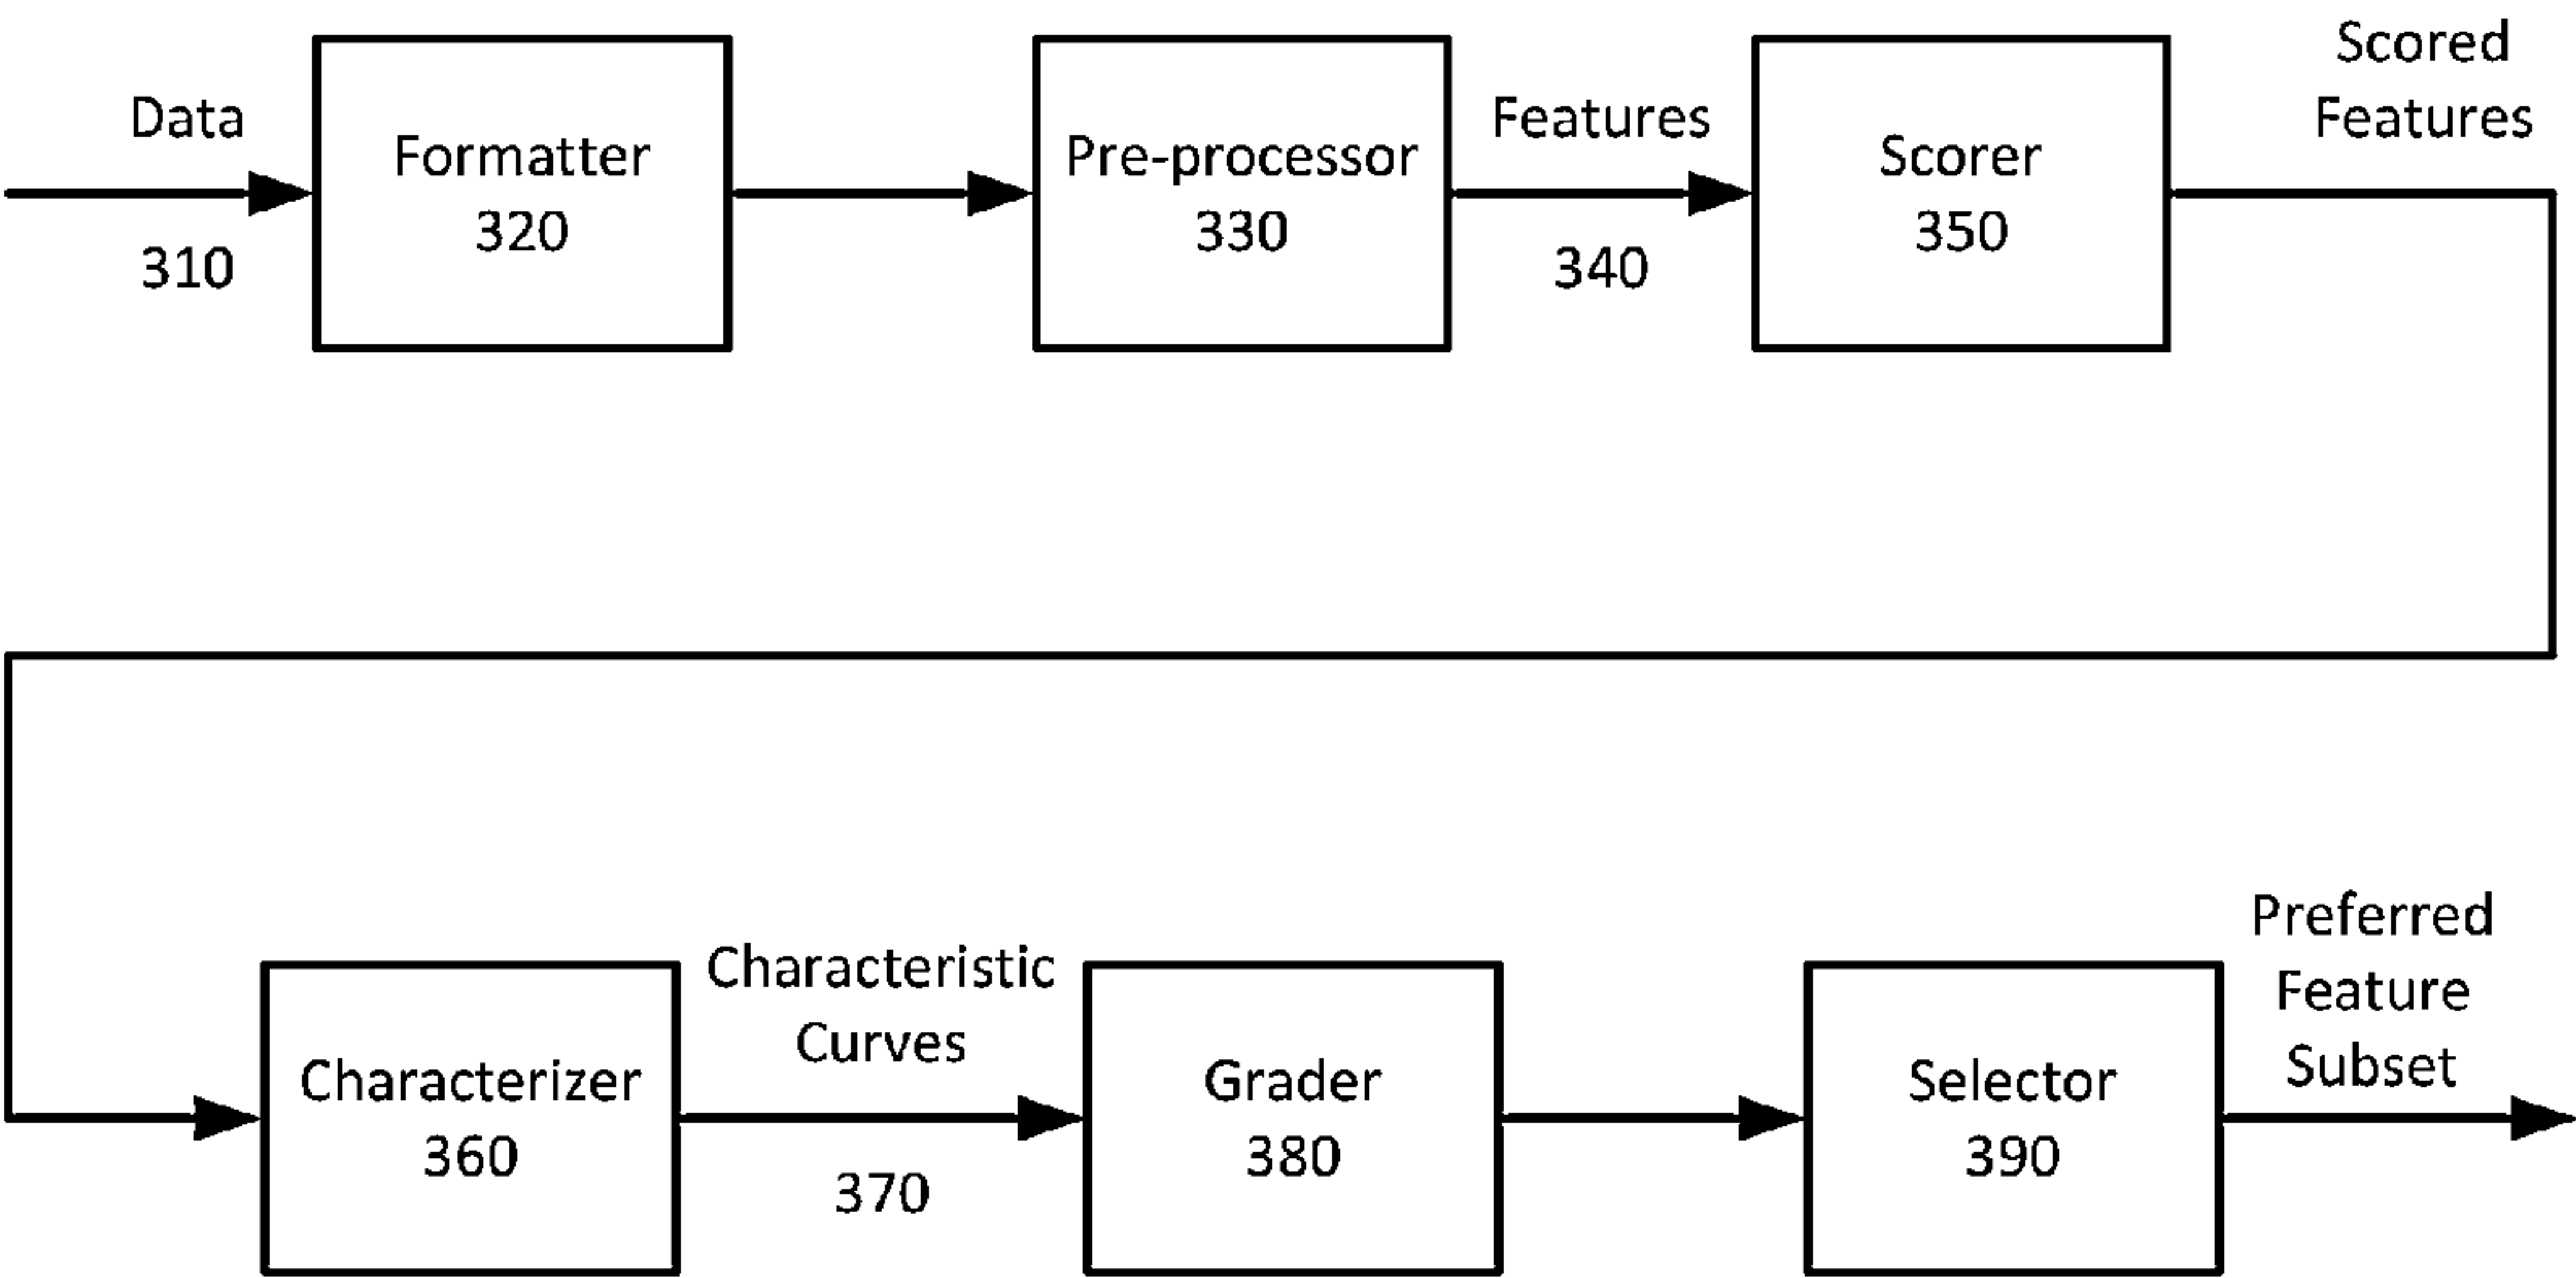 Data
310
Formatter
320
Pre-processor
330
Features
340
Scorer
350
Scored
Features
Characterizer
360
Characteristic
Curves
370
Grader
380
Selector
390
Preferred
Feature
Subset